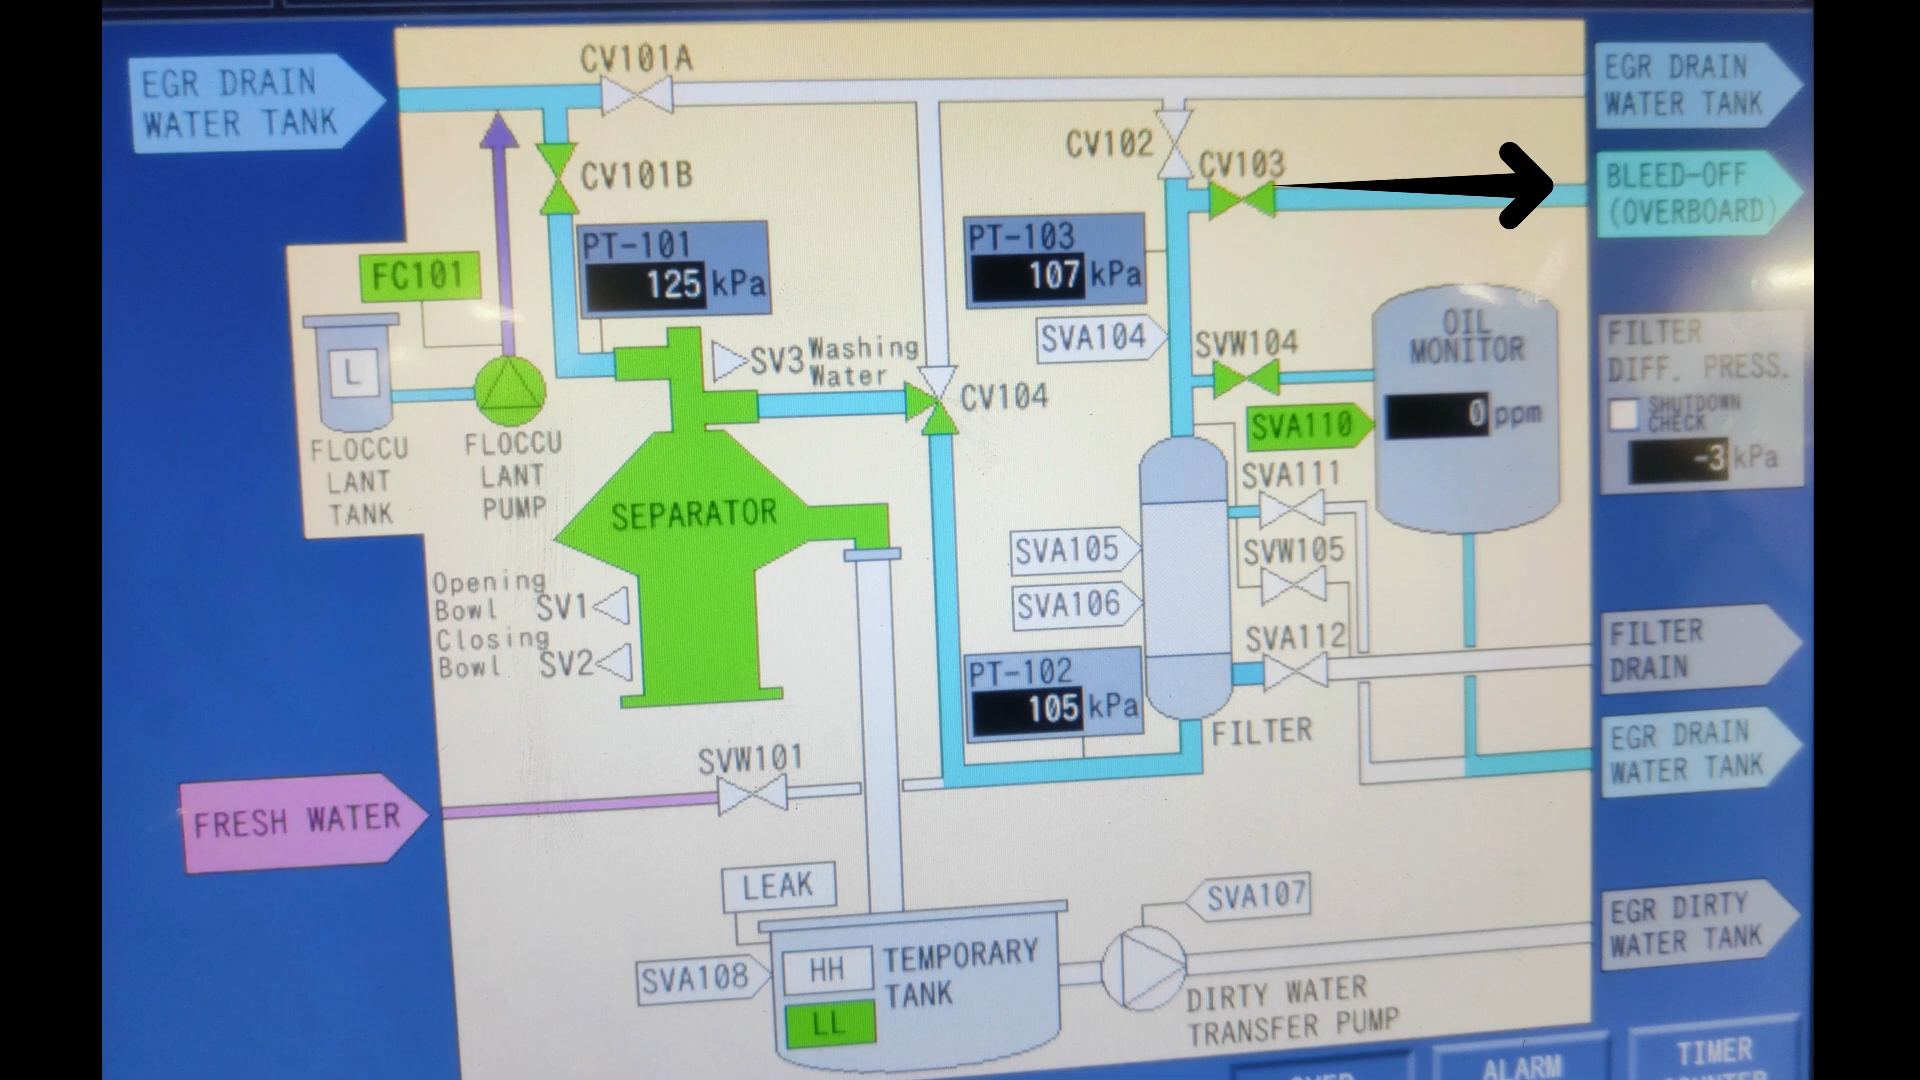 EGR DRAIN
WATER TANK
CV101A
CV101B
CV102
CV103
EGR DRAIN
WATER TANK
BLEED-OFF
(OVERBOARD)
FC101
L
FLOCCU
LANT
TANK
FLOCCU
LANT
PUMP
PT-101
125 kPa
SV3 Washing
Water
CV104
PT-103
107 kPa
SVA104
SVW104
OIL
MONITOR
0 ppm
SVA110
FILTER
DIFF. PRESS.
SHUTDOWN
CHECK
-3 kPa
SEPARATOR
Opening
Bowl SV1
Closing
Bowl SV2
SVA105
SVA106
SVA111
SVW105
SVA112
PT-102
105 kPa
FILTER
FILTER
DRAIN
EGR DRAIN
WATER TANK
FRESH WATER
SVW101
LEAK
SVA108
HH
LL
TEMPORARY
TANK
SVA107
DIRTY WATER
TRANSFER PUMP
EGR DIRTY
WATER TANK
ALARM
TIMER